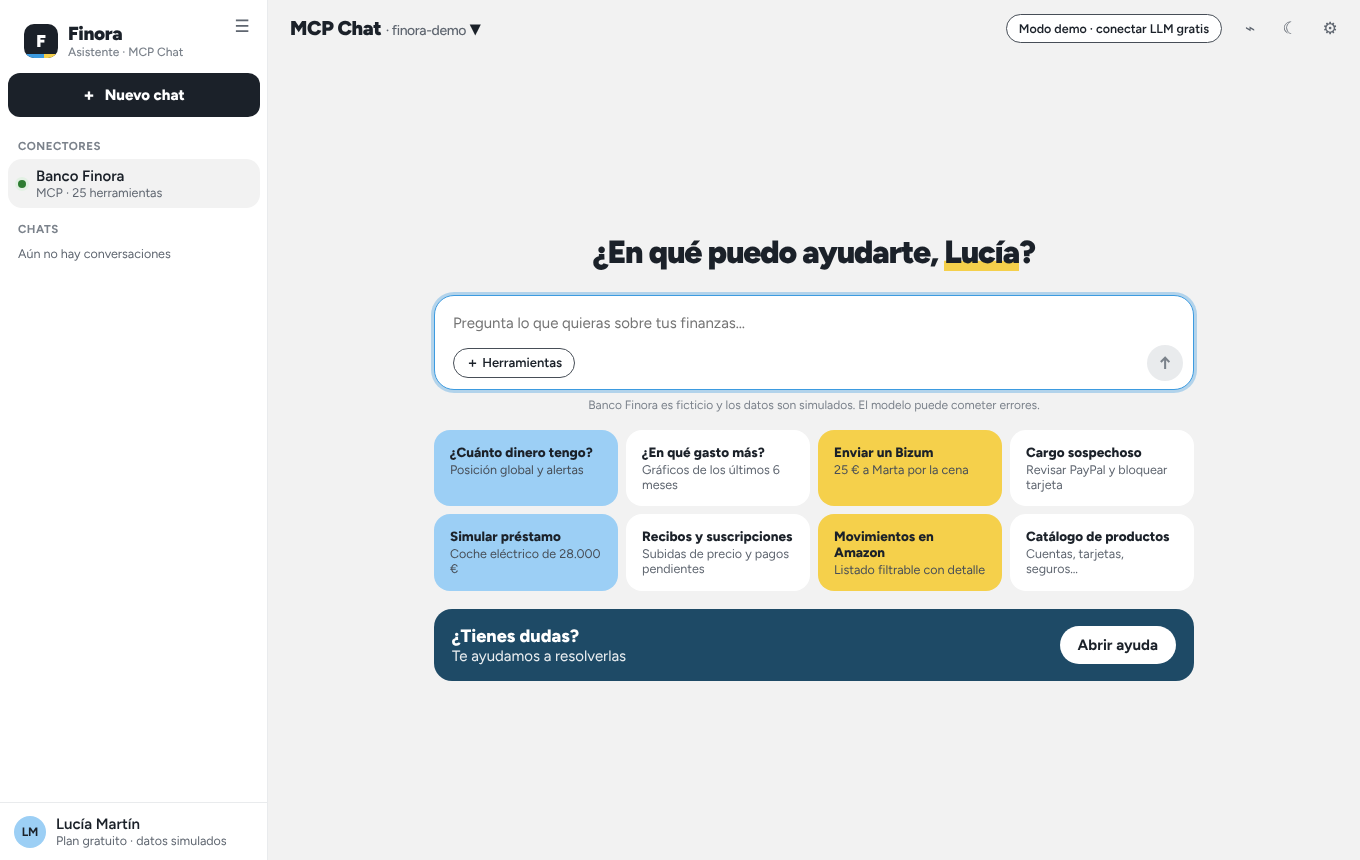 F
Finora
Asistente · MCP Chat
☰
+ Nuevo chat
CONECTORES
Banco Finora
MCP · 25 herramientas
CHATS
Aún no hay conversaciones
LM
Lucía Martín
Plan gratuito · datos simulados
MCP Chat · finora-demo ▼
Modo demo · conectar LLM gratis
¿En qué puedo ayudarte, Lucía?
Pregunta lo que quieras sobre tus finanzas...
+ Herramientas
Banco Finora es ficticio y los datos son simulados. El modelo puede cometer errores.
¿Cuánto dinero tengo?
Posición global y alertas
¿En qué gasto más?
Gráficos de los últimos 6
meses
Enviar un Bizum
25 € a Marta por la cena
Cargo sospechoso
Revisar PayPal y bloquear
tarjeta
Simular préstamo
Coche eléctrico de 28.000
€
Recibos y suscripciones
Subidas de precio y pagos
pendientes
Movimientos en
Amazon
Listado filtrable con detalle
Catálogo de productos
Cuentas, tarjetas,
seguros...
¿Tienes dudas?
Te ayudamos a resolverlas
Abrir ayuda